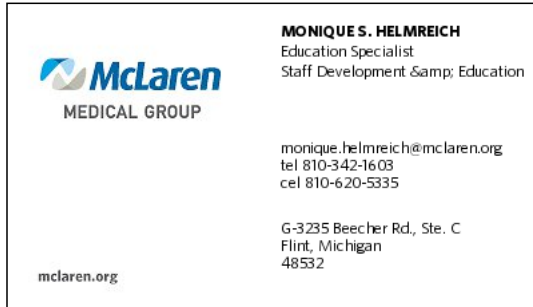 McLaren
MEDICAL GROUP
mclaren.org
MONIQUE S. HELMREICH
Education Specialist
Staff Development &amp; Education
monique.helmreich@mclaren.org
tel 810-342-1603
cel 810-620-5335
G-3235 Beecher Rd., Ste. C
Flint, Michigan
48532